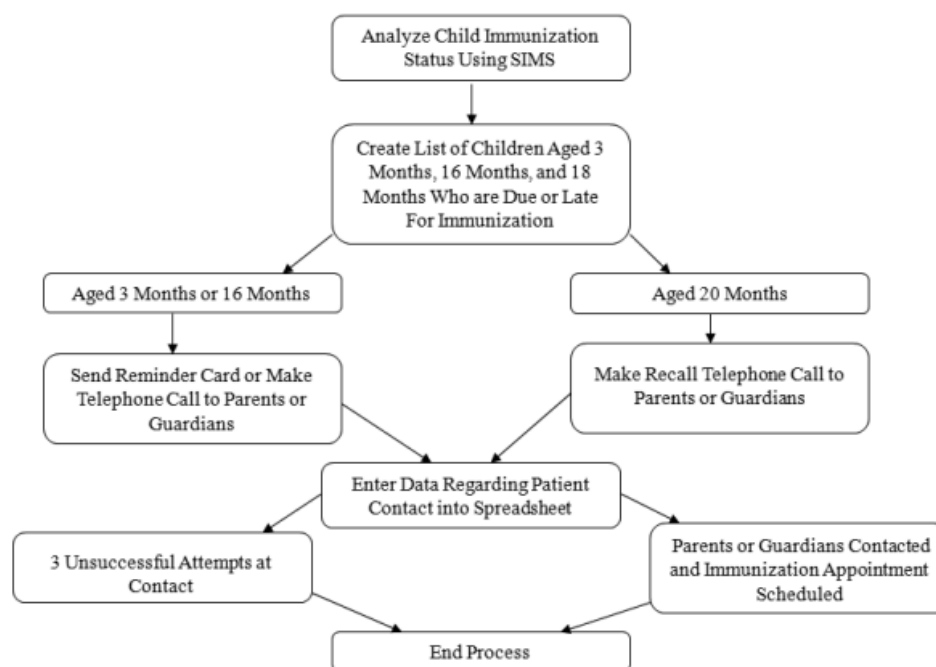 Analyze Child Immunization
Status Using SIMS
Create List of Children Aged 3
Months, 16 Months, and 18
Months Who are Due or Late
For Immunization
Aged 3 Months or 16 Months
Aged 20 Months
Send Reminder Card or Make
Telephone Call to Parents or
Guardians
Make Recall Telephone Call to
Parents or Guardians
Enter Data Regarding Patient
Contact into Spreadsheet
3 Unsuccessful Attempts at
Contact
Parents or Guardians Contacted
and Immunization Appointment
Scheduled
End Process